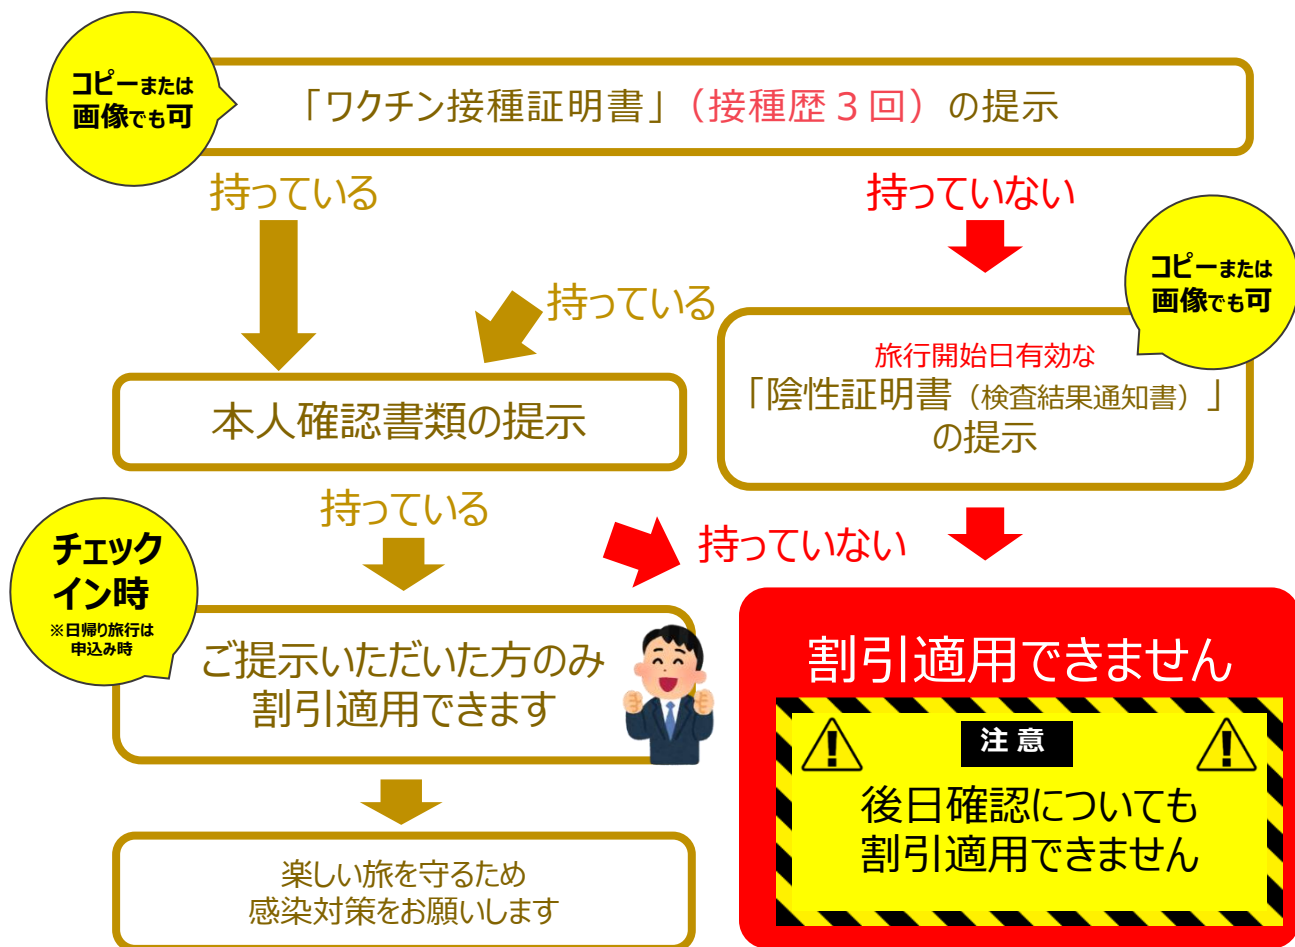 コピーまたは
画像でも可
「ワクチン接種証明書」（接種歴３回）の提示
持っている
持っていない
コピーまたは
画像でも可
持っている
旅行開始日有効な
「陰性証明書（検査結果通知書）」
の提示
本人確認書類の提示
持っている
持っていない
チェック
イン時
※日帰り旅行は
申込み時
ご提示いただいた方のみ
割引適用できます
割引適用できません
注意
後日確認についても
割引適用できません
楽しい旅を守るため
感染対策をお願いします